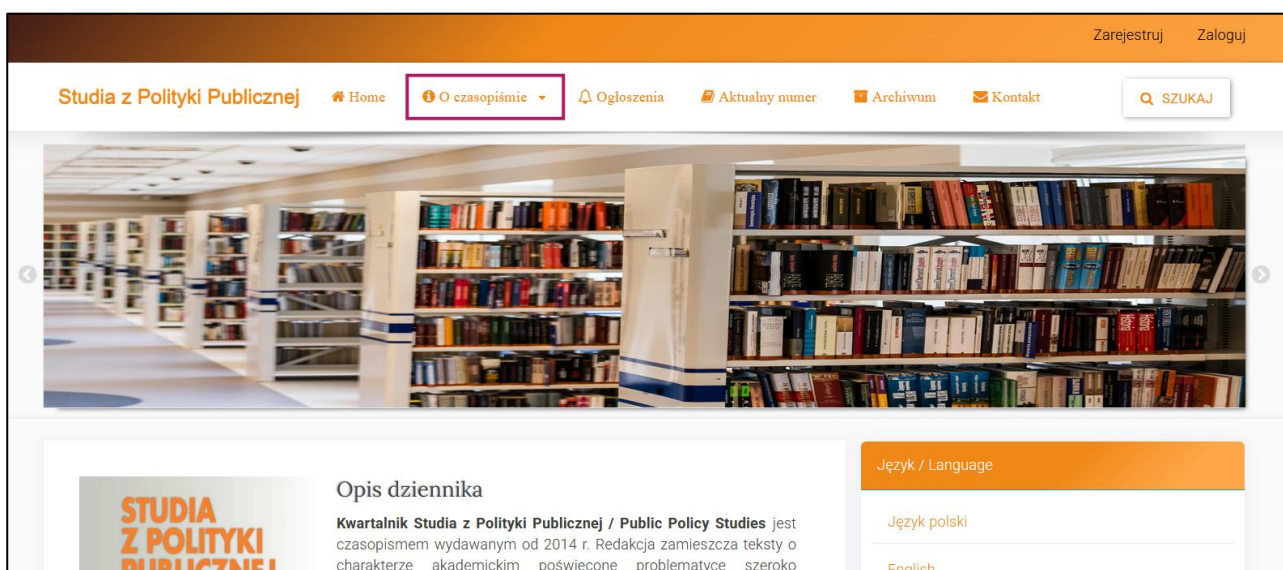 Zarejestruj Zaloguj
Studia z Polityki Publicznej Home O czasopiśmie Ogłoszenia Aktualny numer Archiwum Kontakt SZUKAJ
Język / Language
Opis dziennika
STUDIA
Z POLITYKI
PUBLICZNEJ
Kwartalnik Studia z Polityki Publicznej / Public Policy Studies jest
czasopismem wydawanym od 2014 r. Redakcja zamieszcza teksty o
charakterze akademickim poświęcone problematyce szeroko
Język polski
English